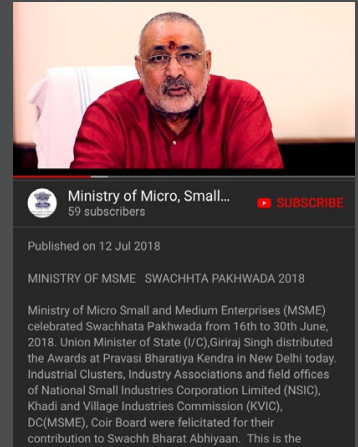 Ministry of Micro, Small...
59 subscribers
SUBSCRIBE
Published on 12 Jul 2018
MINISTRY OF MSME SWACHHTA PAKHWADA 2018
Ministry of Micro Small and Medium Enterprises (MSME)
celebrated Swachhata Pakhwada from 16th to 30th June,
2018. Union Minister of State (I/C),Giriraj Singh distributed
the Awards at Pravasi Bharatiya Kendra in New Delhi today.
Industrial Clusters, Industry Associations and field offices
of National Small Industries Corporation Limited (NSIC),
Khadi and Village Industries Commission (KVIC),
DC(MSME), Coir Board were felicitated for their
contribution to Swachh Bharat Abhiyaan. This is the